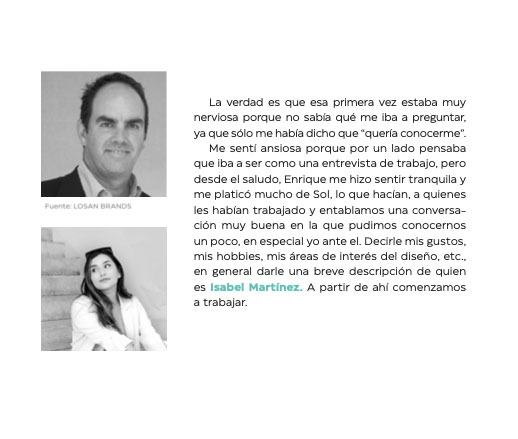 La verdad es que esa primera vez estaba muy
nerviosa porque no sabía qué me iba a preguntar,
ya que sólo me había dicho que “quería conocerme”.
Me sentí ansiosa porque por un lado pensaba
que iba a ser como una entrevista de trabajo, pero
desde el saludo, Enrique me hizo sentir tranquila y
me platicó mucho de Sol, lo que hacían, a quienes
les habían trabajado y entablamos una conversa-
ción muy buena en la que pudimos conocernos
un poco, en especial yo ante el. Decirle mis gustos,
mis hobbies, mis áreas de interés del diseño, etc.,
en general darle una breve descripción de quien
es Isabel Martínez. A partir de ahí comenzamos
a trabajar.
Fuente: LOSAN BRANDS